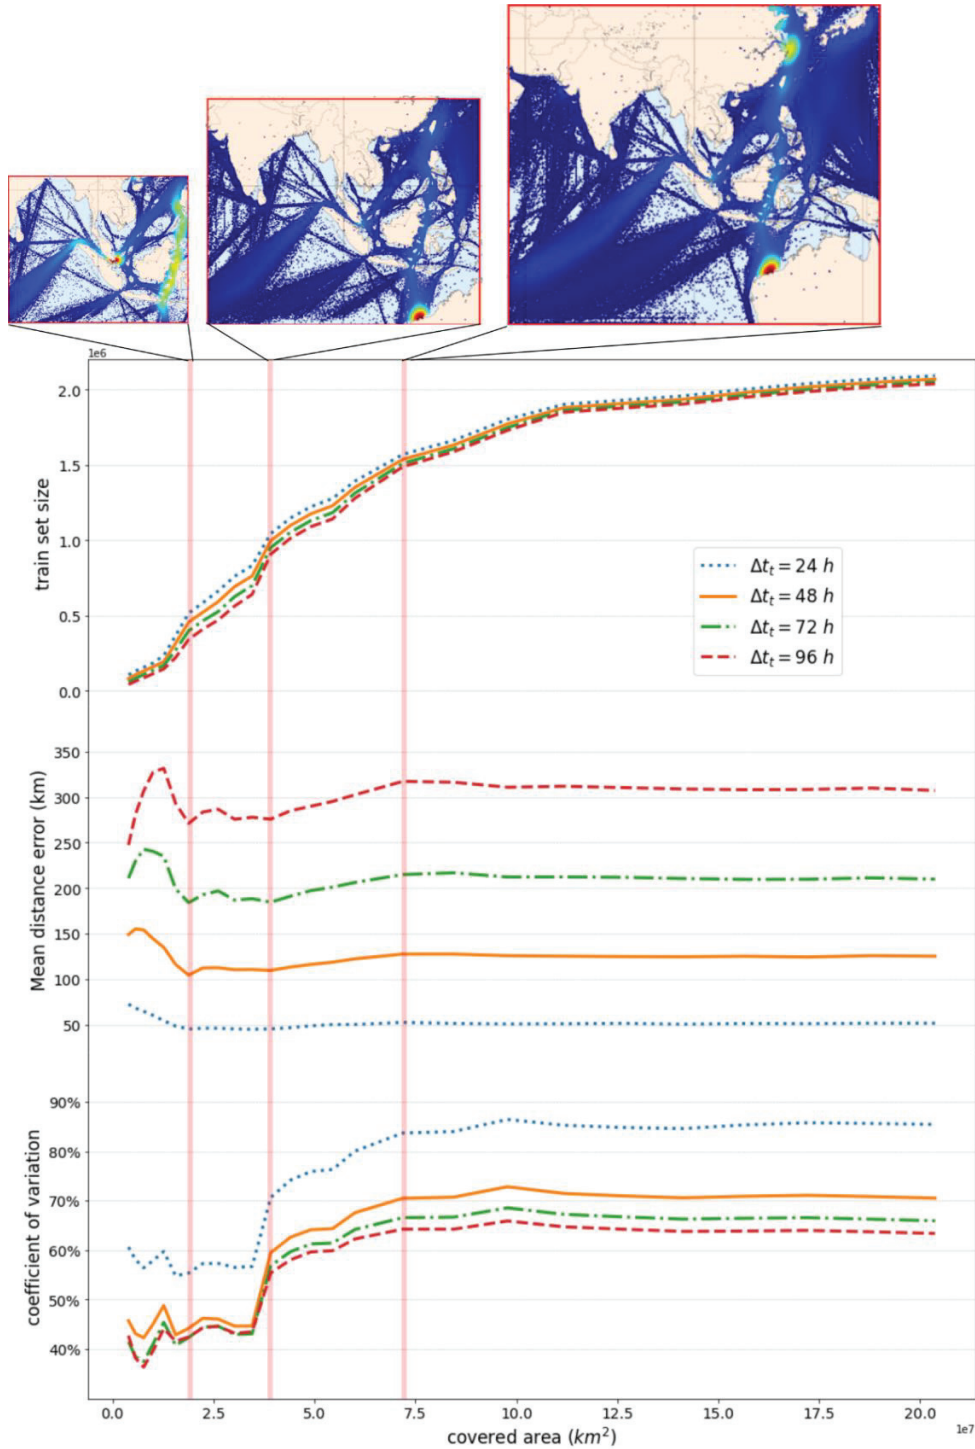 1e6
2.0
1.5
1.0
0.5
0.0
train set size
Δt_t = 24 h
Δt_t = 48 h
Δt_t = 72 h
Δt_t = 96 h
350
300
250
200
150
100
50
Mean distance error (km)
90%
80%
70%
60%
50%
40%
coefficient of variation
0.0 2.5 5.0 7.5 10.0 12.5 15.0 17.5 20.0
1e7
covered area (km²)